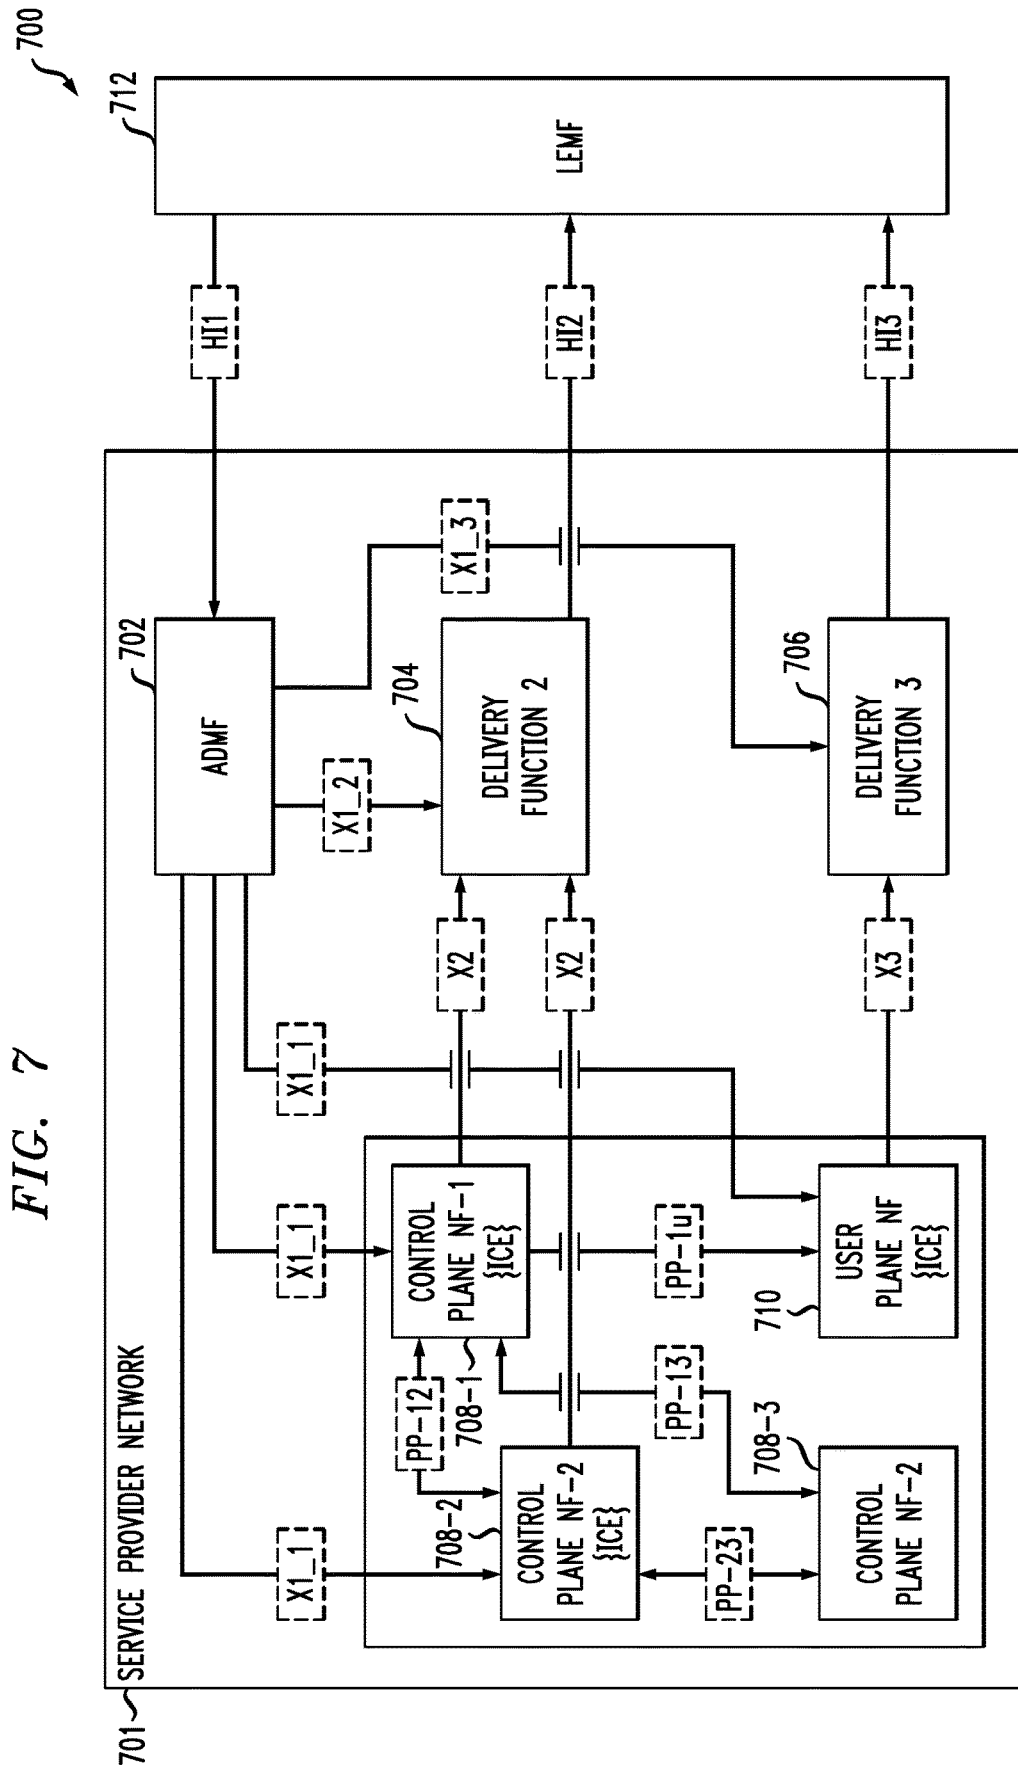 FIG. 7
700
701
SERVICE PROVIDER NETWORK
702
ADMF
HI1
712
LEMF
X1_1
X1_1
X1_1
X1_2
X1_3
704
DELIVERY
FUNCTION 2
HI2
X2
X2
CONTROL
PLANE NF-1
{ICE}
708-1
PP-12
708-2
CONTROL
PLANE NF-2
{ICE}
PP-13
PP-1u
PP-23
708-3
CONTROL
PLANE NF-2
710
USER
PLANE NF
{ICE}
X3
706
DELIVERY
FUNCTION 3
HI3